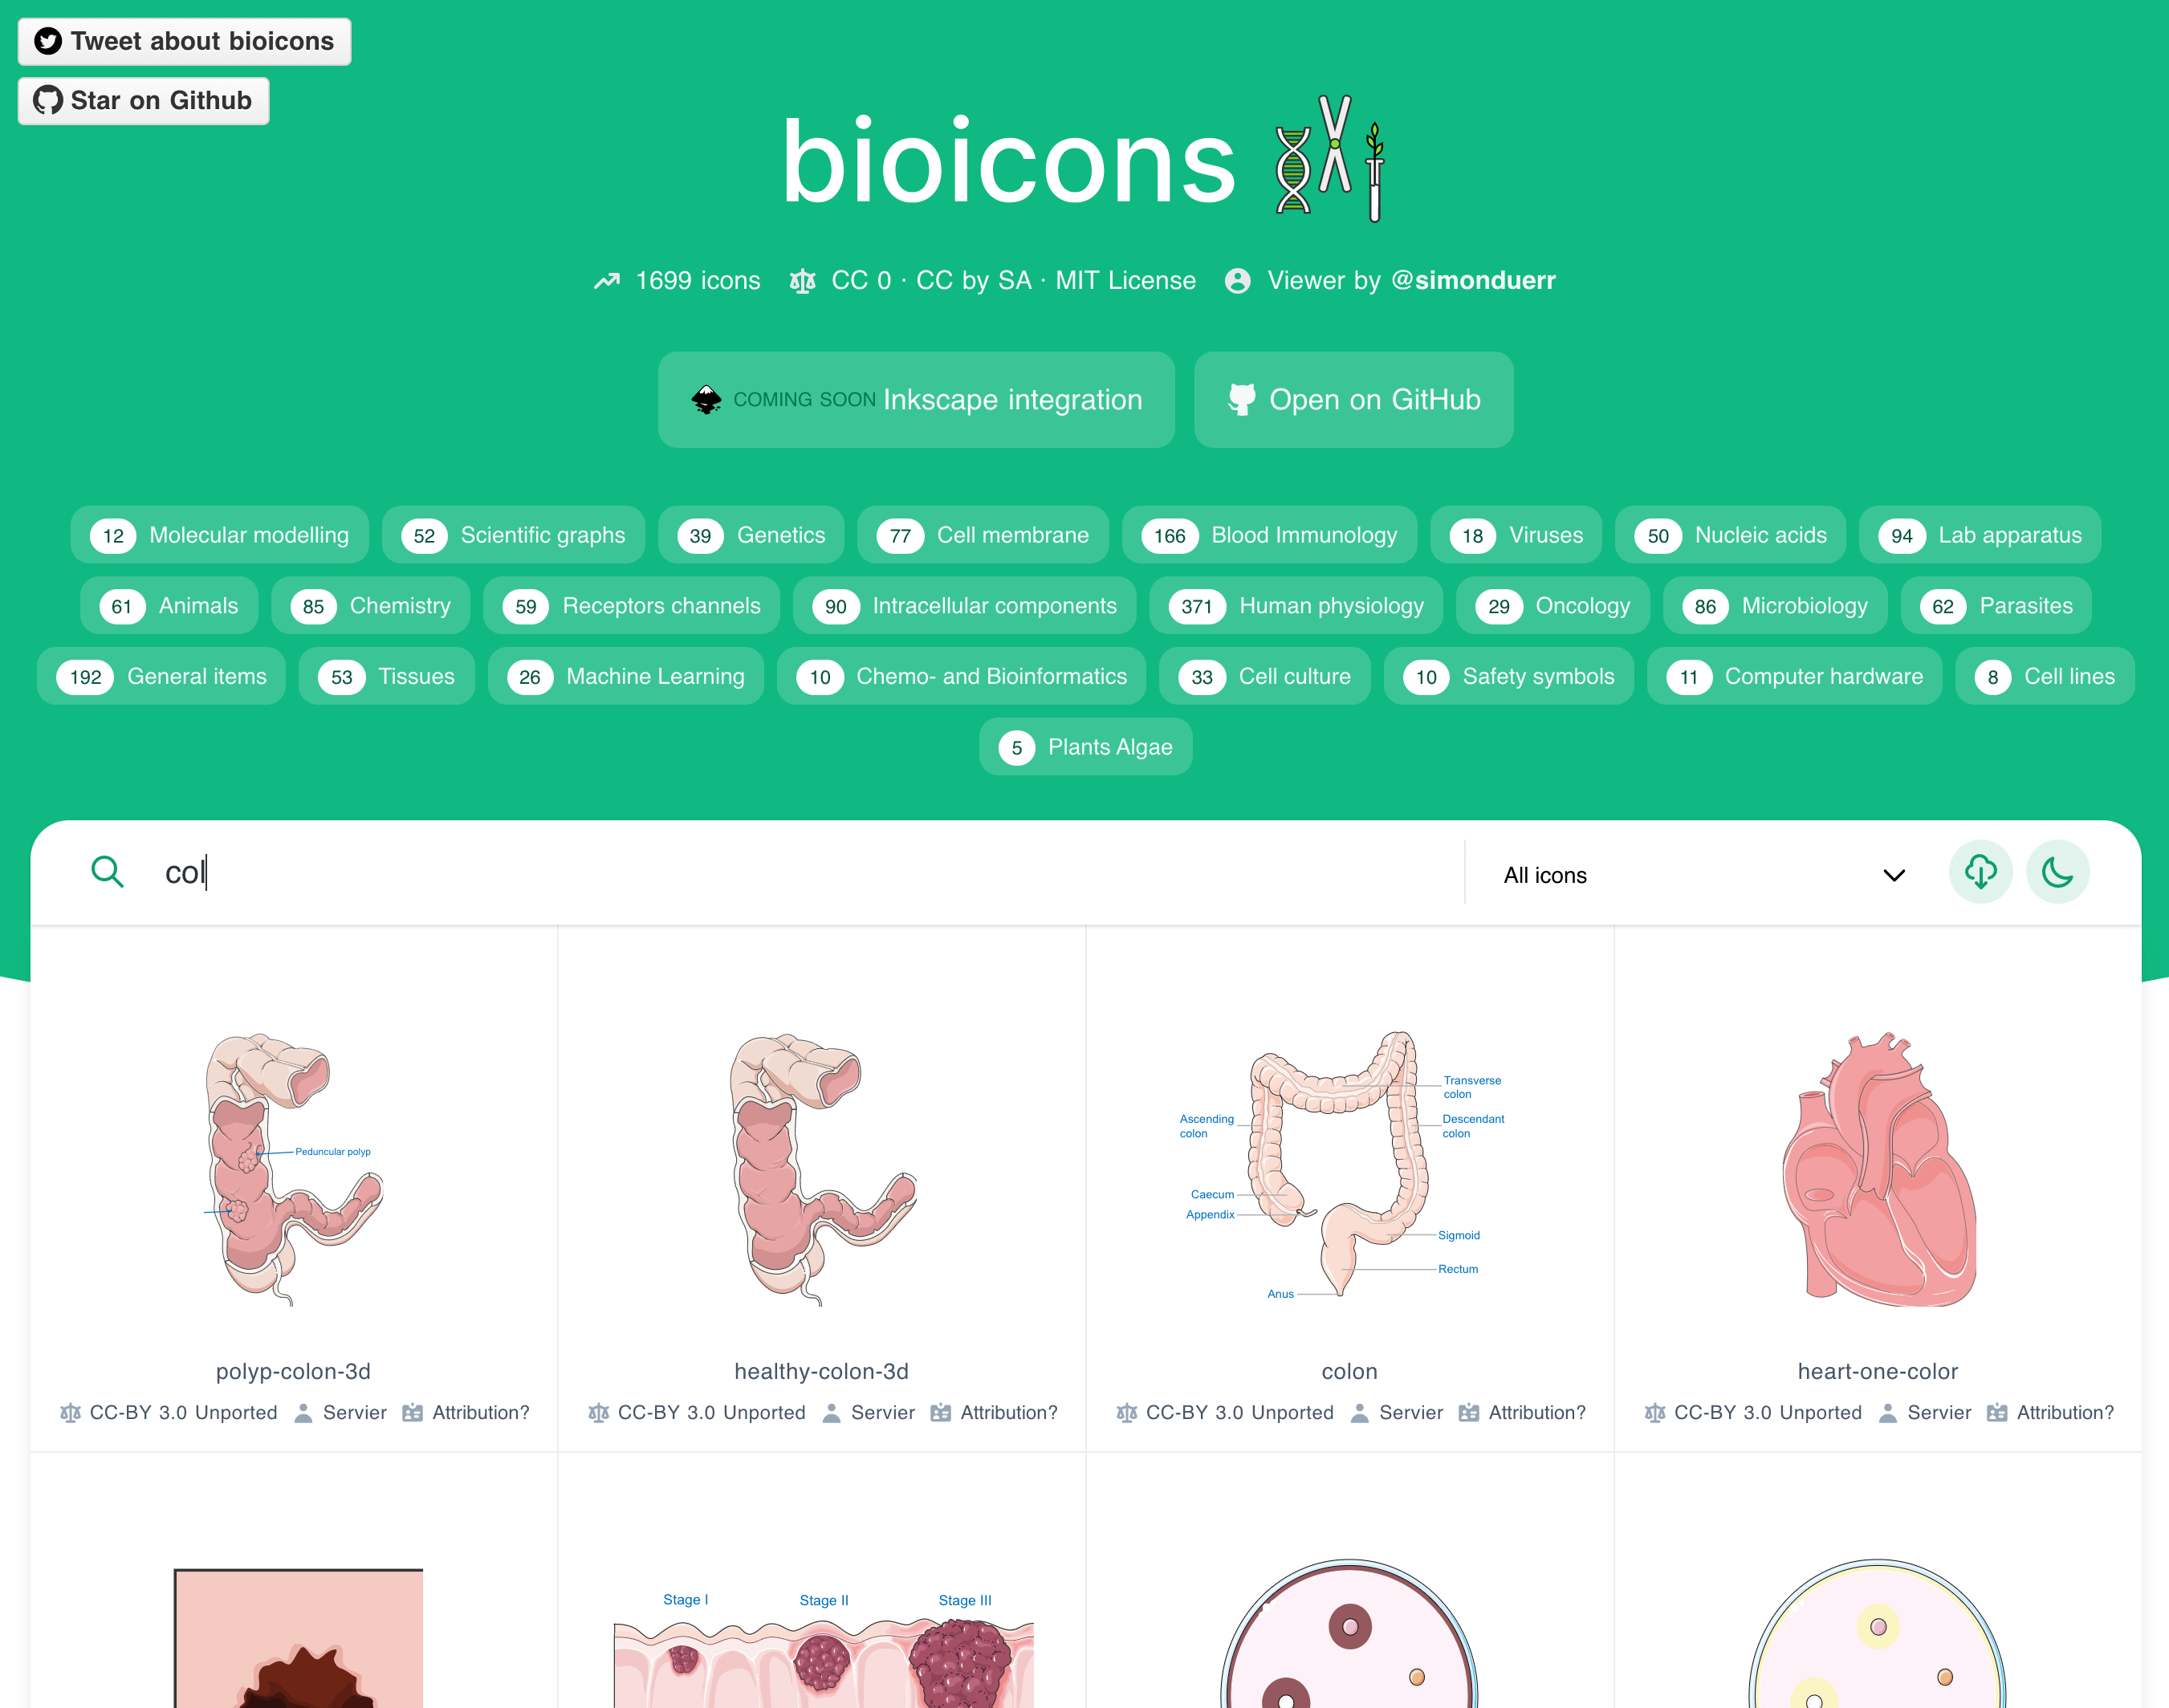 Tweet about bioicons
Star on Github
bioicons
1699 icons CC 0 · CC by SA · MIT License Viewer by @simonduerr
COMING SOON Inkscape integration
Open on GitHub
12 Molecular modelling
52 Scientific graphs
39 Genetics
77 Cell membrane
166 Blood Immunology
18 Viruses
50 Nucleic acids
94 Lab apparatus
61 Animals
85 Chemistry
59 Receptors channels
90 Intracellular components
371 Human physiology
29 Oncology
86 Microbiology
62 Parasites
192 General items
53 Tissues
26 Machine Learning
10 Chemo- and Bioinformatics
33 Cell culture
10 Safety symbols
11 Computer hardware
8 Cell lines
5 Plants Algae
col
All icons
Peduncular polyp
polyp-colon-3d
CC-BY 3.0 Unported Servier Attribution?
healthy-colon-3d
CC-BY 3.0 Unported Servier Attribution?
Transverse
colon
Ascending
colon
Descendant
colon
Caecum
Appendix
Sigmoid
Rectum
Anus
colon
CC-BY 3.0 Unported Servier Attribution?
heart-one-color
CC-BY 3.0 Unported Servier Attribution?
Stage I
Stage II
Stage III